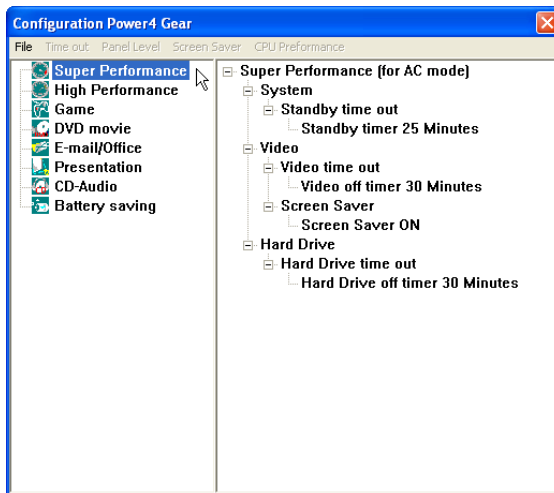 Configuration Power4 Gear
File Time out Panel Level Screen Saver CPU Preformance
Super Performance
High Performance
Game
DVD movie
E-mail/Office
Presentation
CD-Audio
Battery saving
Super Performance (for AC mode)
System
Standby time out
Standby timer 25 Minutes
Video
Video time out
Video off timer 30 Minutes
Screen Saver
Screen Saver ON
Hard Drive
Hard Drive time out
Hard Drive off timer 30 Minutes